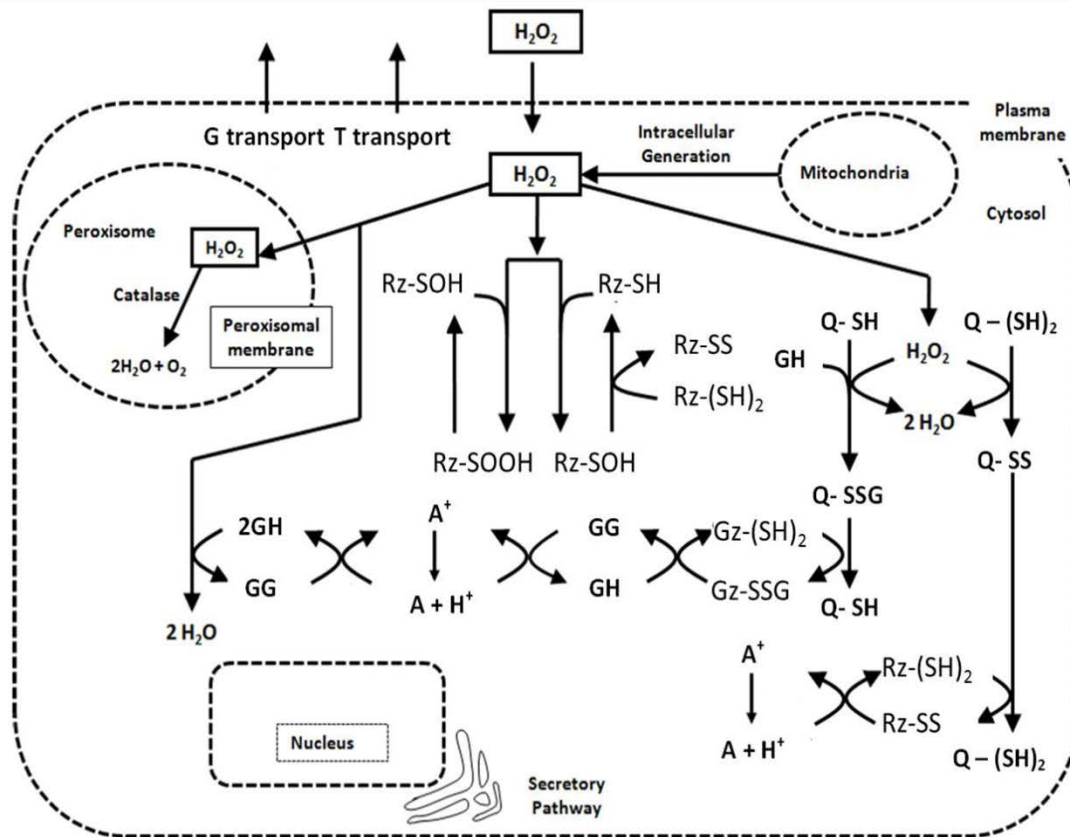 H₂O₂
G transport T transport
Plasma
membrane
Intracellular
Generation
H₂O₂
Mitochondria
Cytosol
Peroxisome
H₂O₂
Catalase
2H₂O + O₂
Peroxisomal
membrane
Rz-SOH
Rz-SH
Rz-SS
Rz-(SH)₂
Rz-SOOH
Rz-SOH
Q- SH
Q – (SH)₂
GH
H₂O₂
2 H₂O
Q- SS
Q- SSG
2GH
GG
2 H₂O
A⁺
A + H⁺
GG
GH
Gz-(SH)₂
Gz-SSG
Q- SH
A⁺
A + H⁺
Rz-(SH)₂
Rz-SS
Q – (SH)₂
Nucleus
Secretory
Pathway